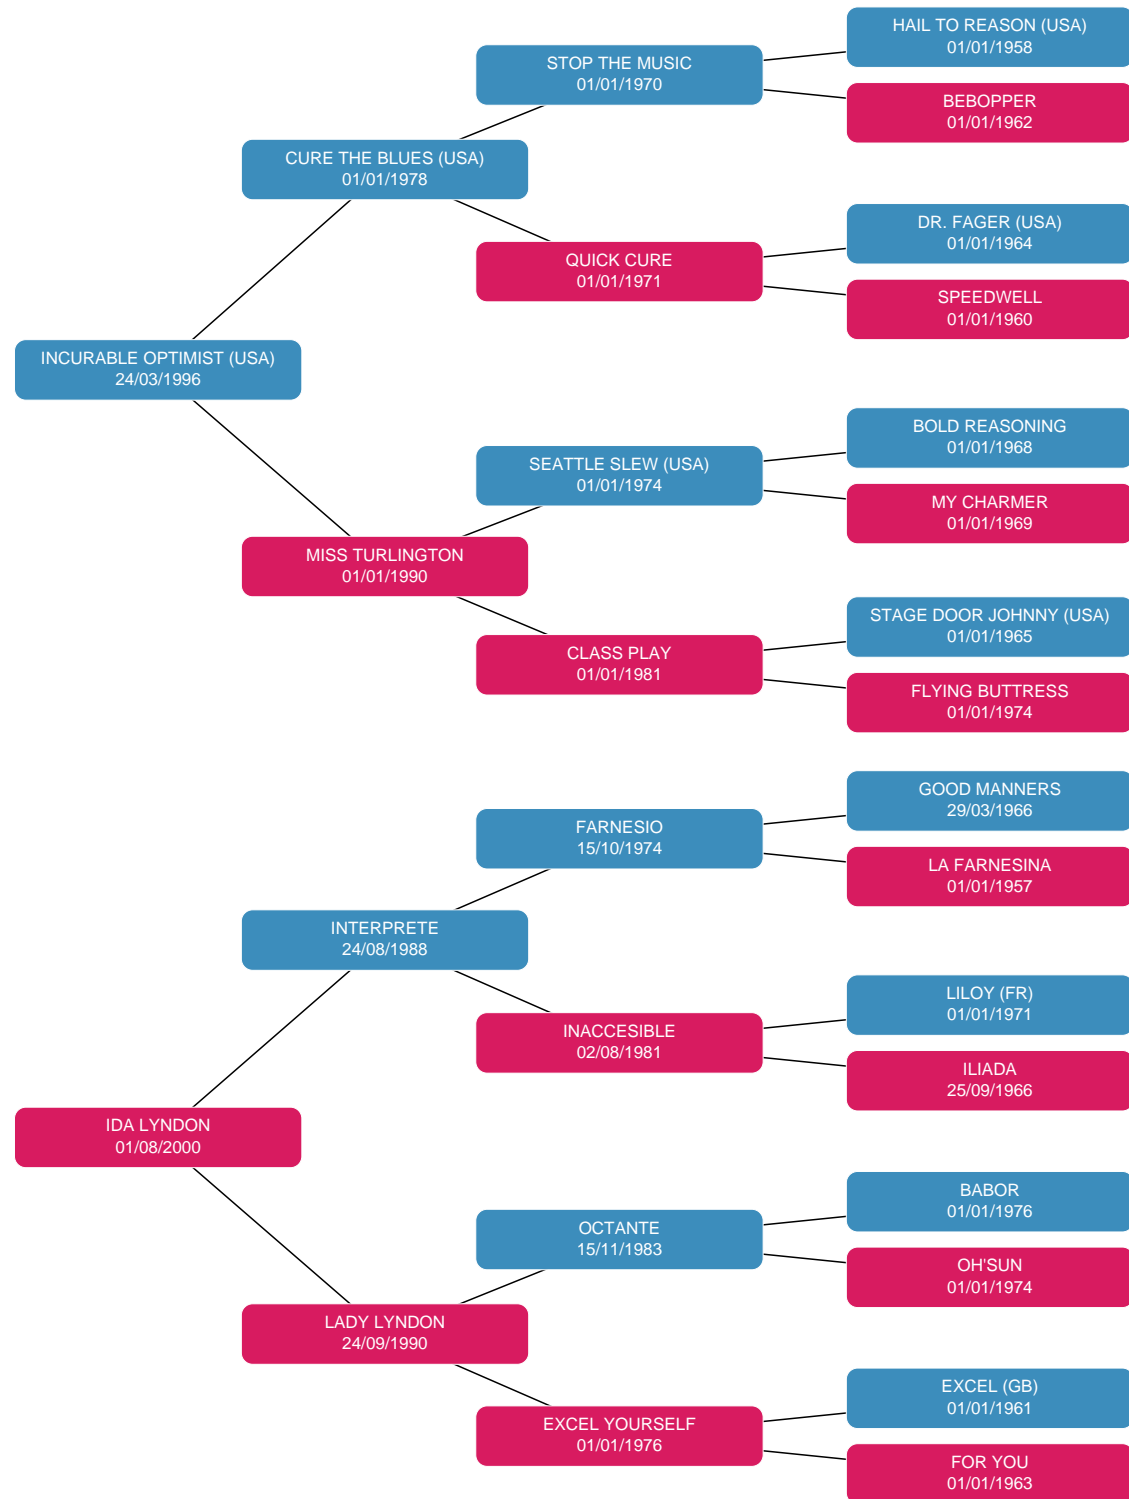 HAIL TO REASON (USA)
01/01/1958
STOP THE MUSIC
01/01/1970
BEBOPPER
01/01/1962
CURE THE BLUES (USA)
01/01/1978
DR. FAGER (USA)
01/01/1964
QUICK CURE
01/01/1971
SPEEDWELL
01/01/1960
INCURABLE OPTIMIST (USA)
24/03/1996
BOLD REASONING
01/01/1968
SEATTLE SLEW (USA)
01/01/1974
MY CHARMER
01/01/1969
MISS TURLINGTON
01/01/1990
STAGE DOOR JOHNNY (USA)
01/01/1965
CLASS PLAY
01/01/1981
FLYING BUTTRESS
01/01/1974
GOOD MANNERS
29/03/1966
FARNESIO
15/10/1974
LA FARNESINA
01/01/1957
INTERPRETE
24/08/1988
LILOY (FR)
01/01/1971
INACCESIBLE
02/08/1981
ILIADA
25/09/1966
IDA LYNDON
01/08/2000
BABOR
01/01/1976
OCTANTE
15/11/1983
OH'SUN
01/01/1974
LADY LYNDON
24/09/1990
EXCEL (GB)
01/01/1961
EXCEL YOURSELF
01/01/1976
FOR YOU
01/01/1963